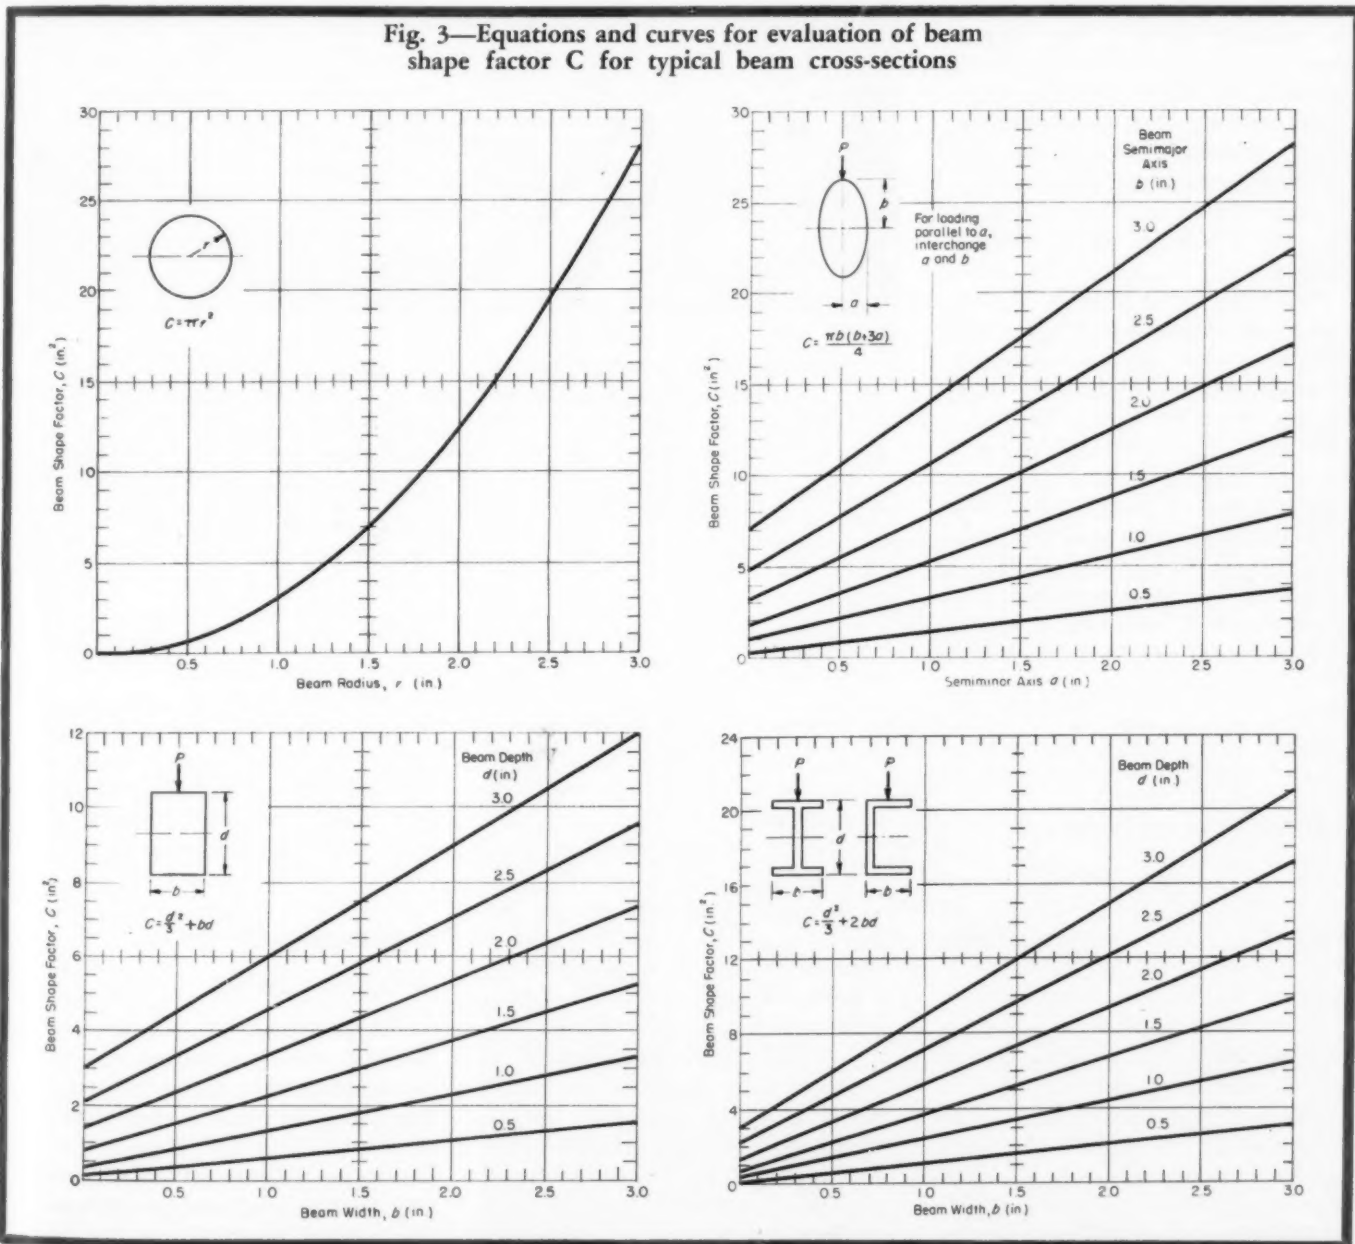 Fig. 3—Equations and curves for evaluation of beam
shape factor C for typical beam cross-sections
30
25
20
15
10
5
0
0.5
1.0
1.5
2.0
2.5
3.0
Beam Shape Factor, C (in.²)
Beam Radius, r (in.)
r
C = πr²
30
25
20
15
10
5
0
0.5
1.0
1.5
2.0
2.5
3.0
Beam Shape Factor, C (in²)
Semiminor Axis a (in)
P
b
a
For loading
parallel to a,
interchange
a and b
C = πb(b+3a)/4
Beam
Semimajor
Axis
b (in)
3.0
2.5
2.0
1.5
1.0
0.5
12
10
8
6
4
2
0
0.5
1.0
1.5
2.0
2.5
3.0
Beam Shape Factor, C (in²)
Beam Width, b (in)
P
d
b
C = d²/3 + bd
Beam Depth
d (in)
3.0
2.5
2.0
1.5
1.0
0.5
24
20
16
12
8
4
0
0.5
1.0
1.5
2.0
2.5
3.0
Beam Shape Factor, C (in.²)
Beam Width, b (in)
P
P
d
b
C = d²/3 + 2bd
Beam Depth
d (in.)
3.0
2.5
2.0
1.5
1.0
0.5